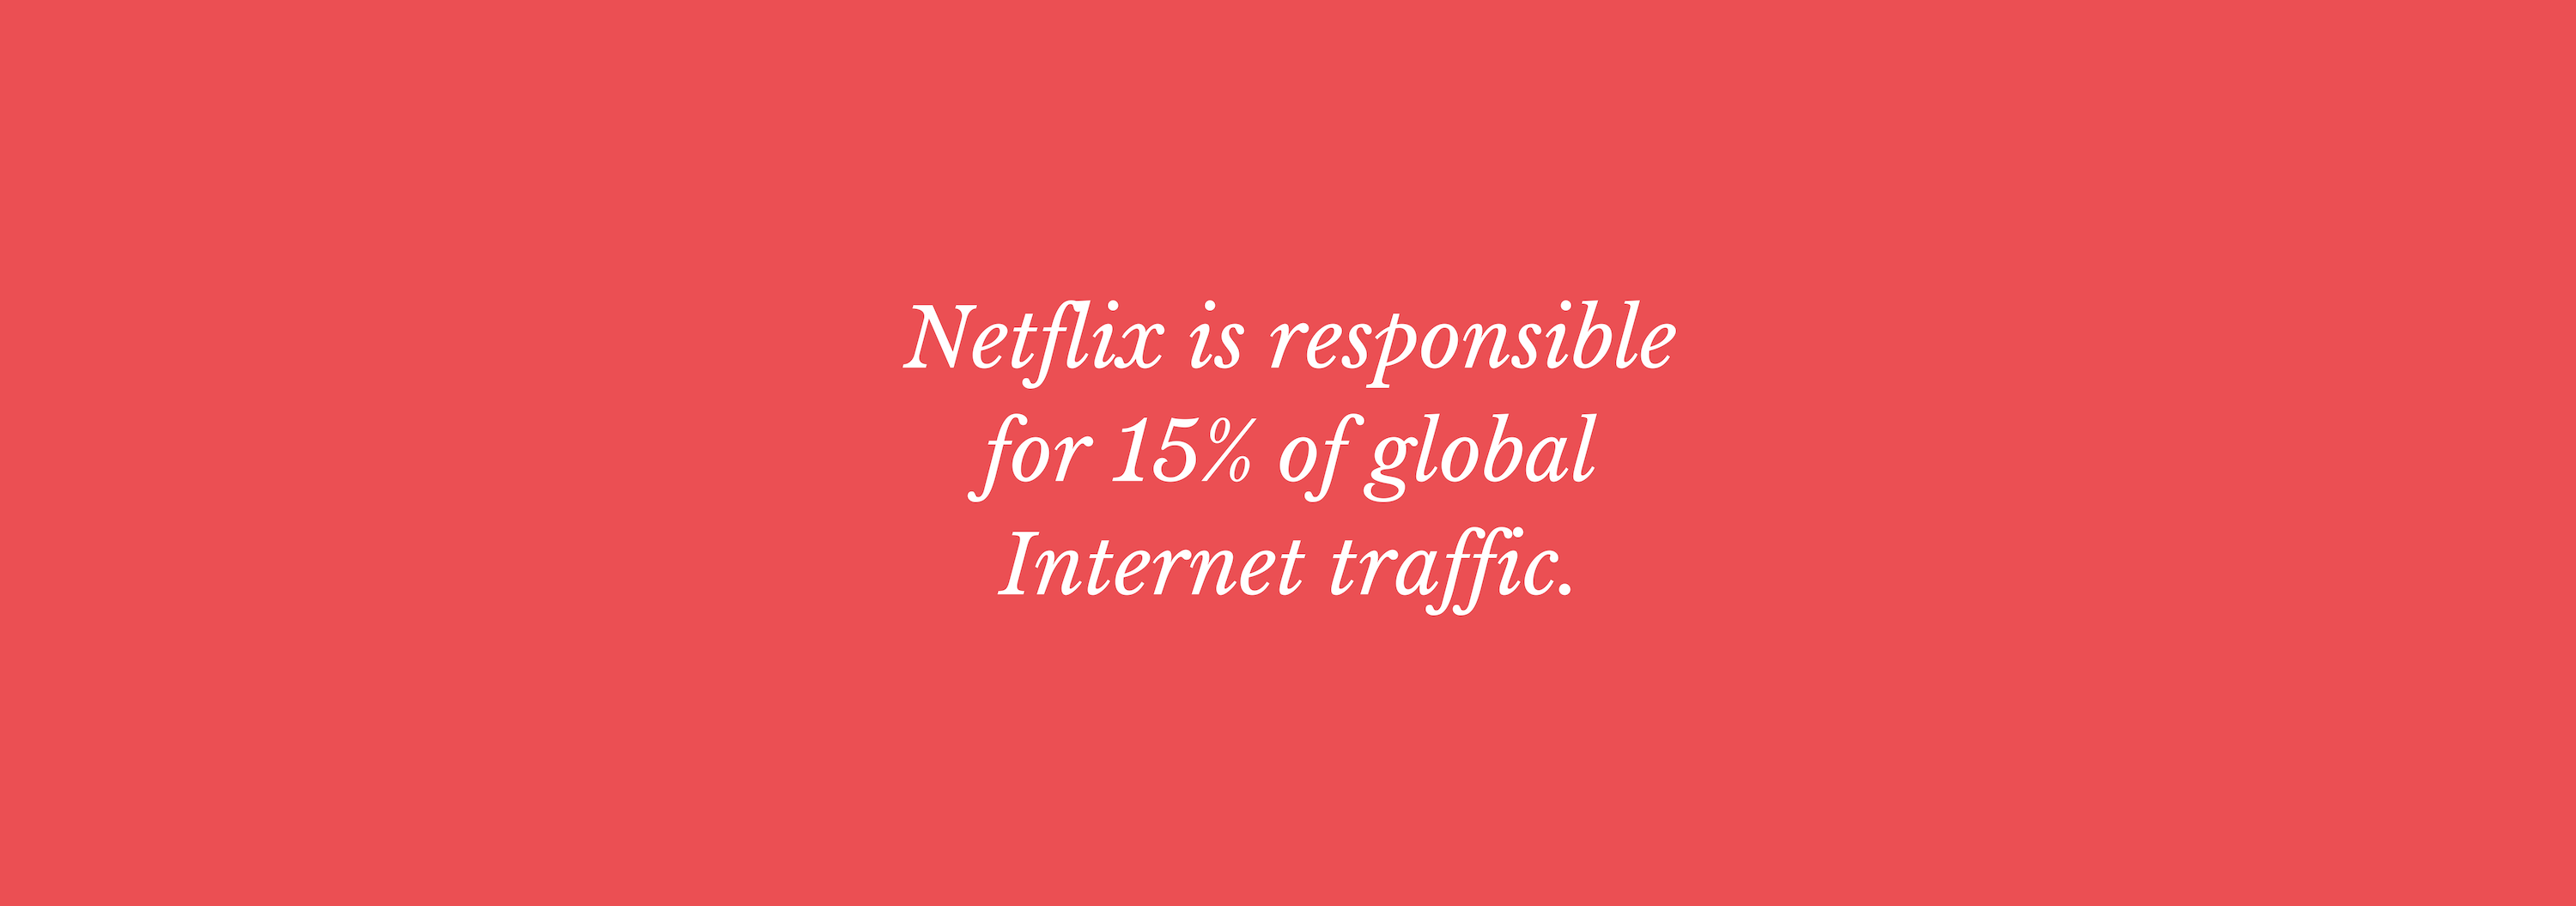 Netflix is responsible
for 15% of global
Internet traffic.